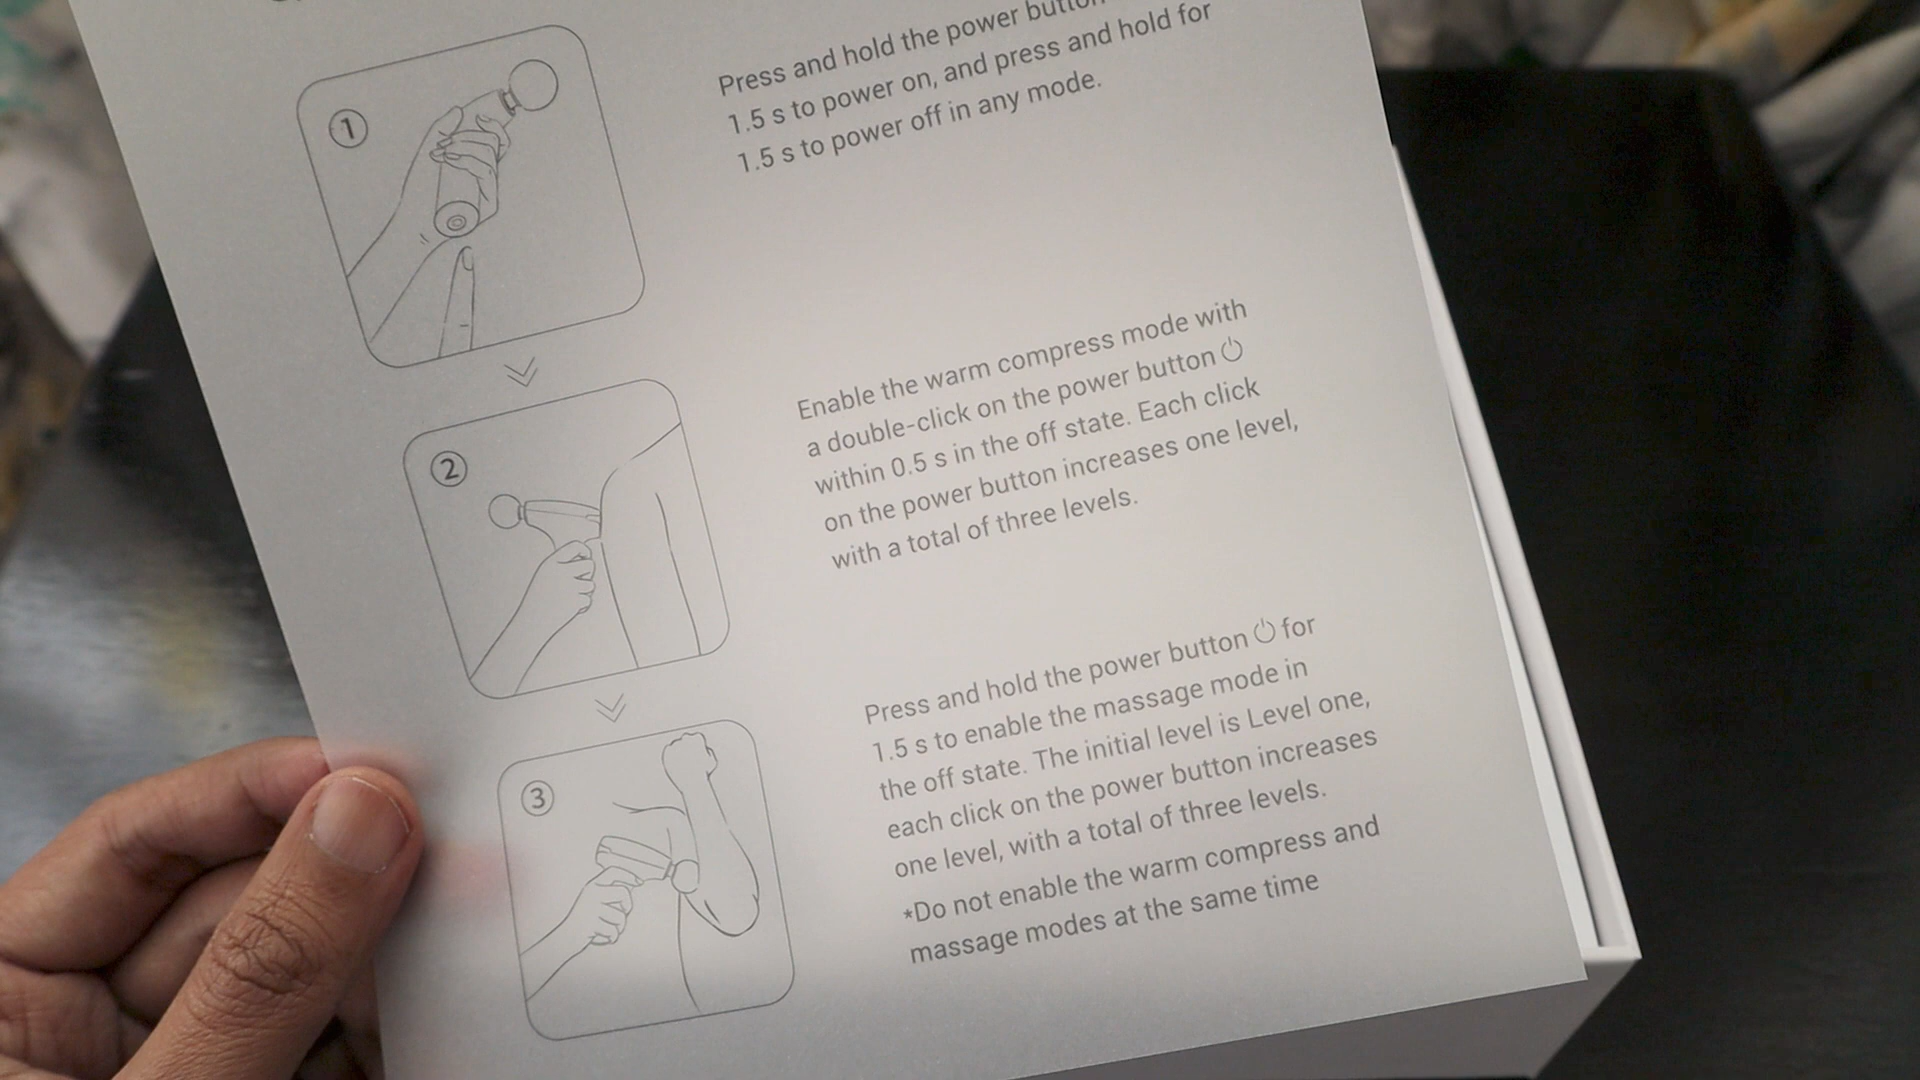 1
Press and hold the power button
1.5 s to power on, and press and hold for
1.5 s to power off in any mode.
2
Enable the warm compress mode with
a double-click on the power button
within 0.5 s in the off state. Each click
on the power button increases one level,
with a total of three levels.
3
Press and hold the power button for
1.5 s to enable the massage mode in
the off state. The initial level is Level one,
each click on the power button increases
one level, with a total of three levels.
*Do not enable the warm compress and
massage modes at the same time